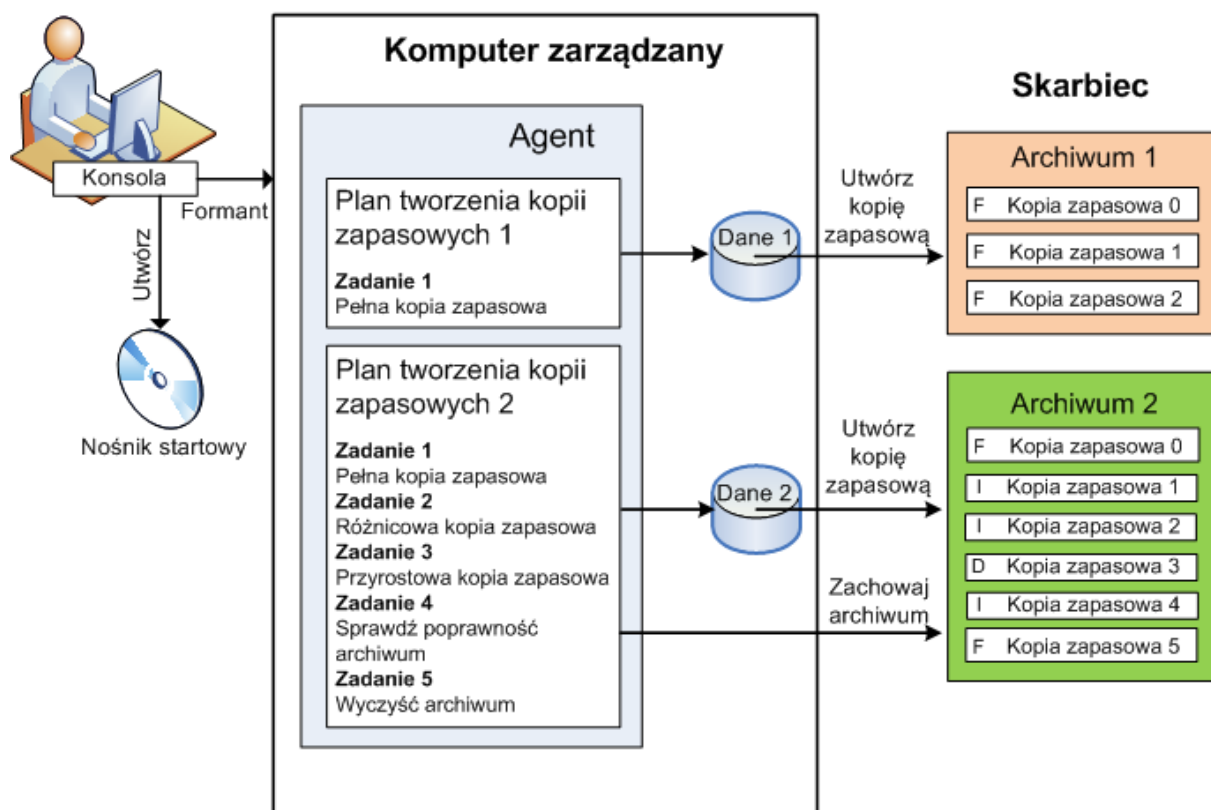 Komputer zarządzany
Skarbiec
Konsola
Formant
Utwórz
Nośnik startowy
Agent
Plan tworzenia kopii
zapasowych 1
Zadanie 1
Pełna kopia zapasowa
Plan tworzenia kopii
zapasowych 2
Zadanie 1
Pełna kopia zapasowa
Zadanie 2
Różnicowa kopia zapasowa
Zadanie 3
Przyrostowa kopia zapasowa
Zadanie 4
Sprawdź poprawność
archiwum
Zadanie 5
Wyczyść archiwum
Dane 1
Utwórz
kopię
zapasową
Dane 2
Utwórz
kopię
zapasową
Zachowaj
archiwum
Archiwum 1
F Kopia zapasowa 0
F Kopia zapasowa 1
F Kopia zapasowa 2
Archiwum 2
F Kopia zapasowa 0
I Kopia zapasowa 1
I Kopia zapasowa 2
D Kopia zapasowa 3
I Kopia zapasowa 4
F Kopia zapasowa 5